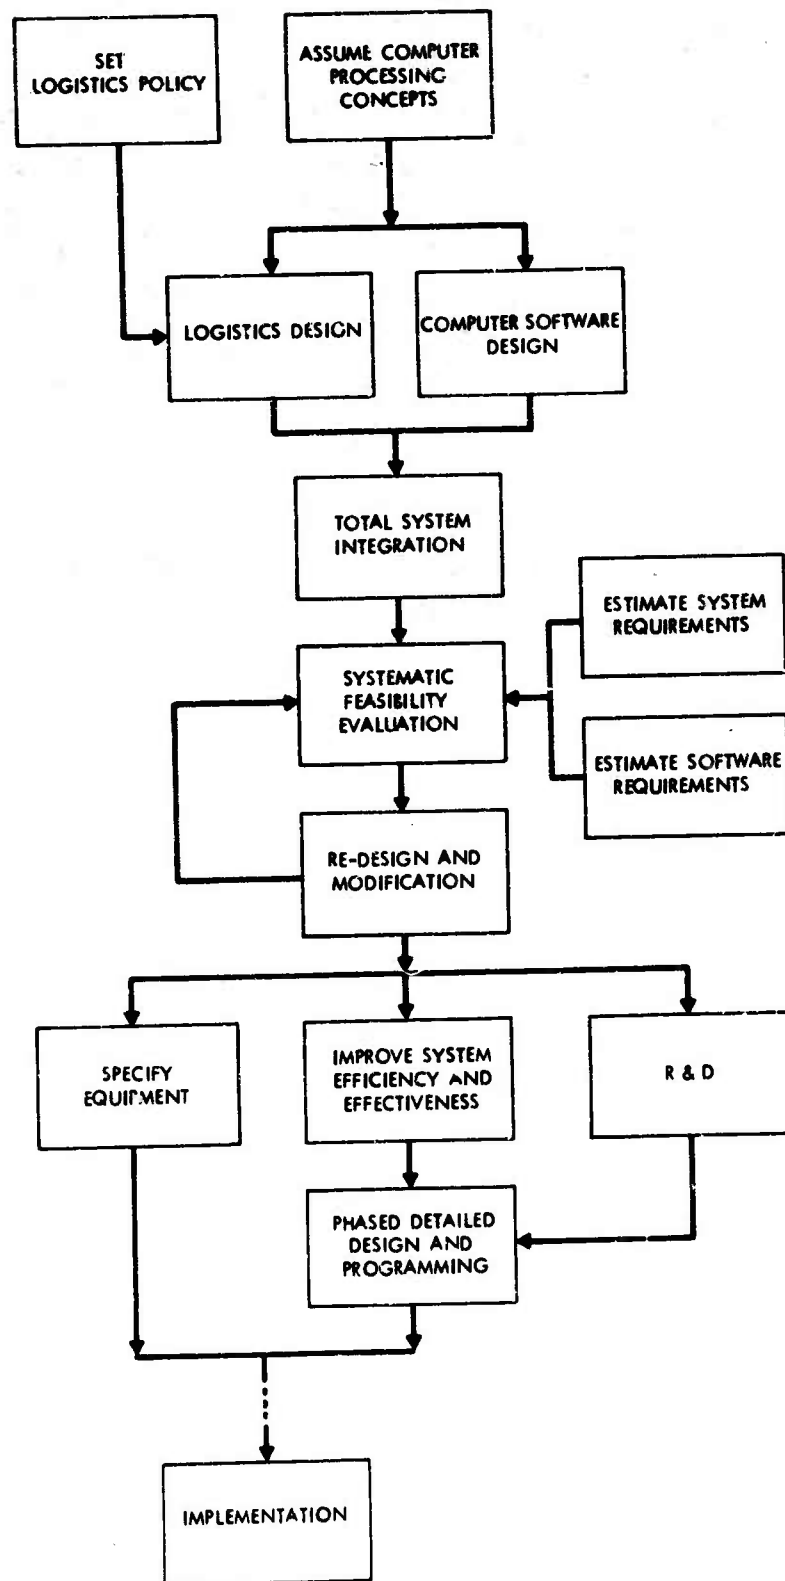 SET
LOGISTICS POLICY
ASSUME COMPUTER
PROCESSING
CONCEPTS
LOGISTICS DESIGN
COMPUTER SOFTWARE
DESIGN
TOTAL SYSTEM
INTEGRATION
ESTIMATE SYSTEM
REQUIREMENTS
SYSTEMATIC
FEASIBILITY
EVALUATION
ESTIMATE SOFTWARE
REQUIREMENTS
RE-DESIGN AND
MODIFICATION
SPECIFY
EQUIPMENT
IMPROVE SYSTEM
EFFICIENCY AND
EFFECTIVENESS
R & D
PHASED DETAILED
DESIGN AND
PROGRAMMING
IMPLEMENTATION